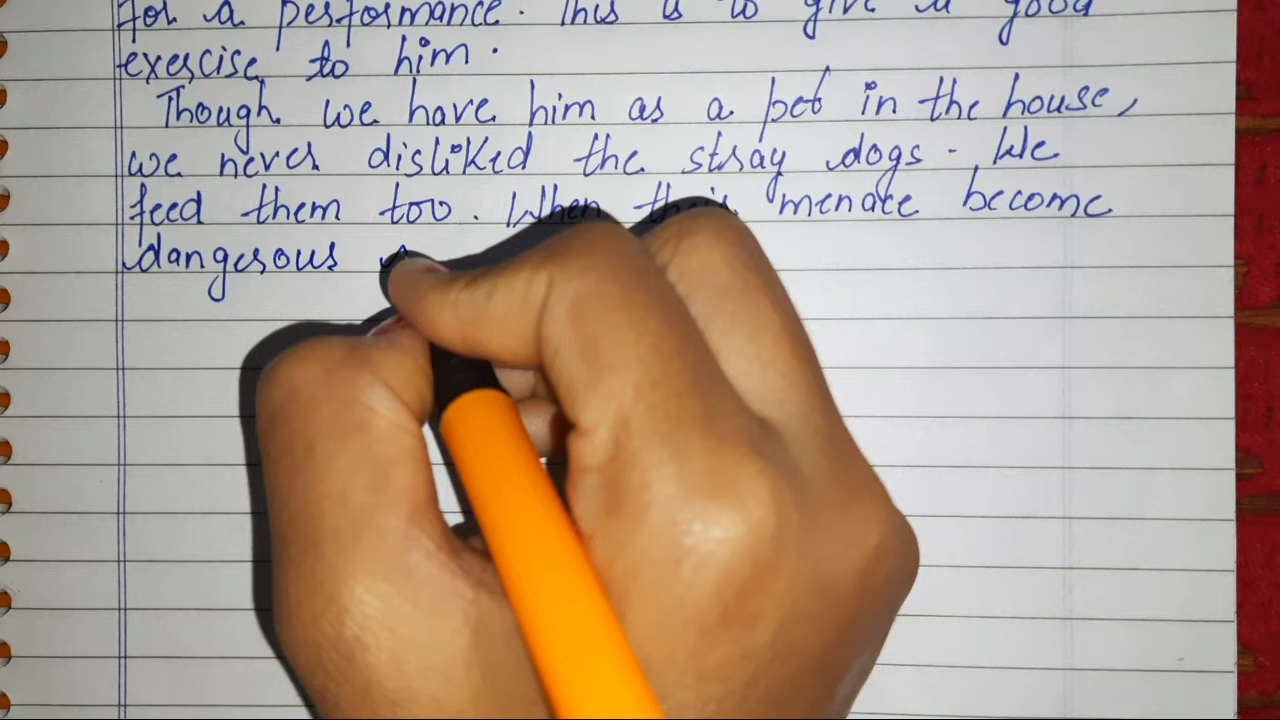 for a performance. This is to give a good
exercise to him.
Though we have him as a pet in the house,
we never disliked the stray dogs. We
feed them too. When their menace become
dangerous